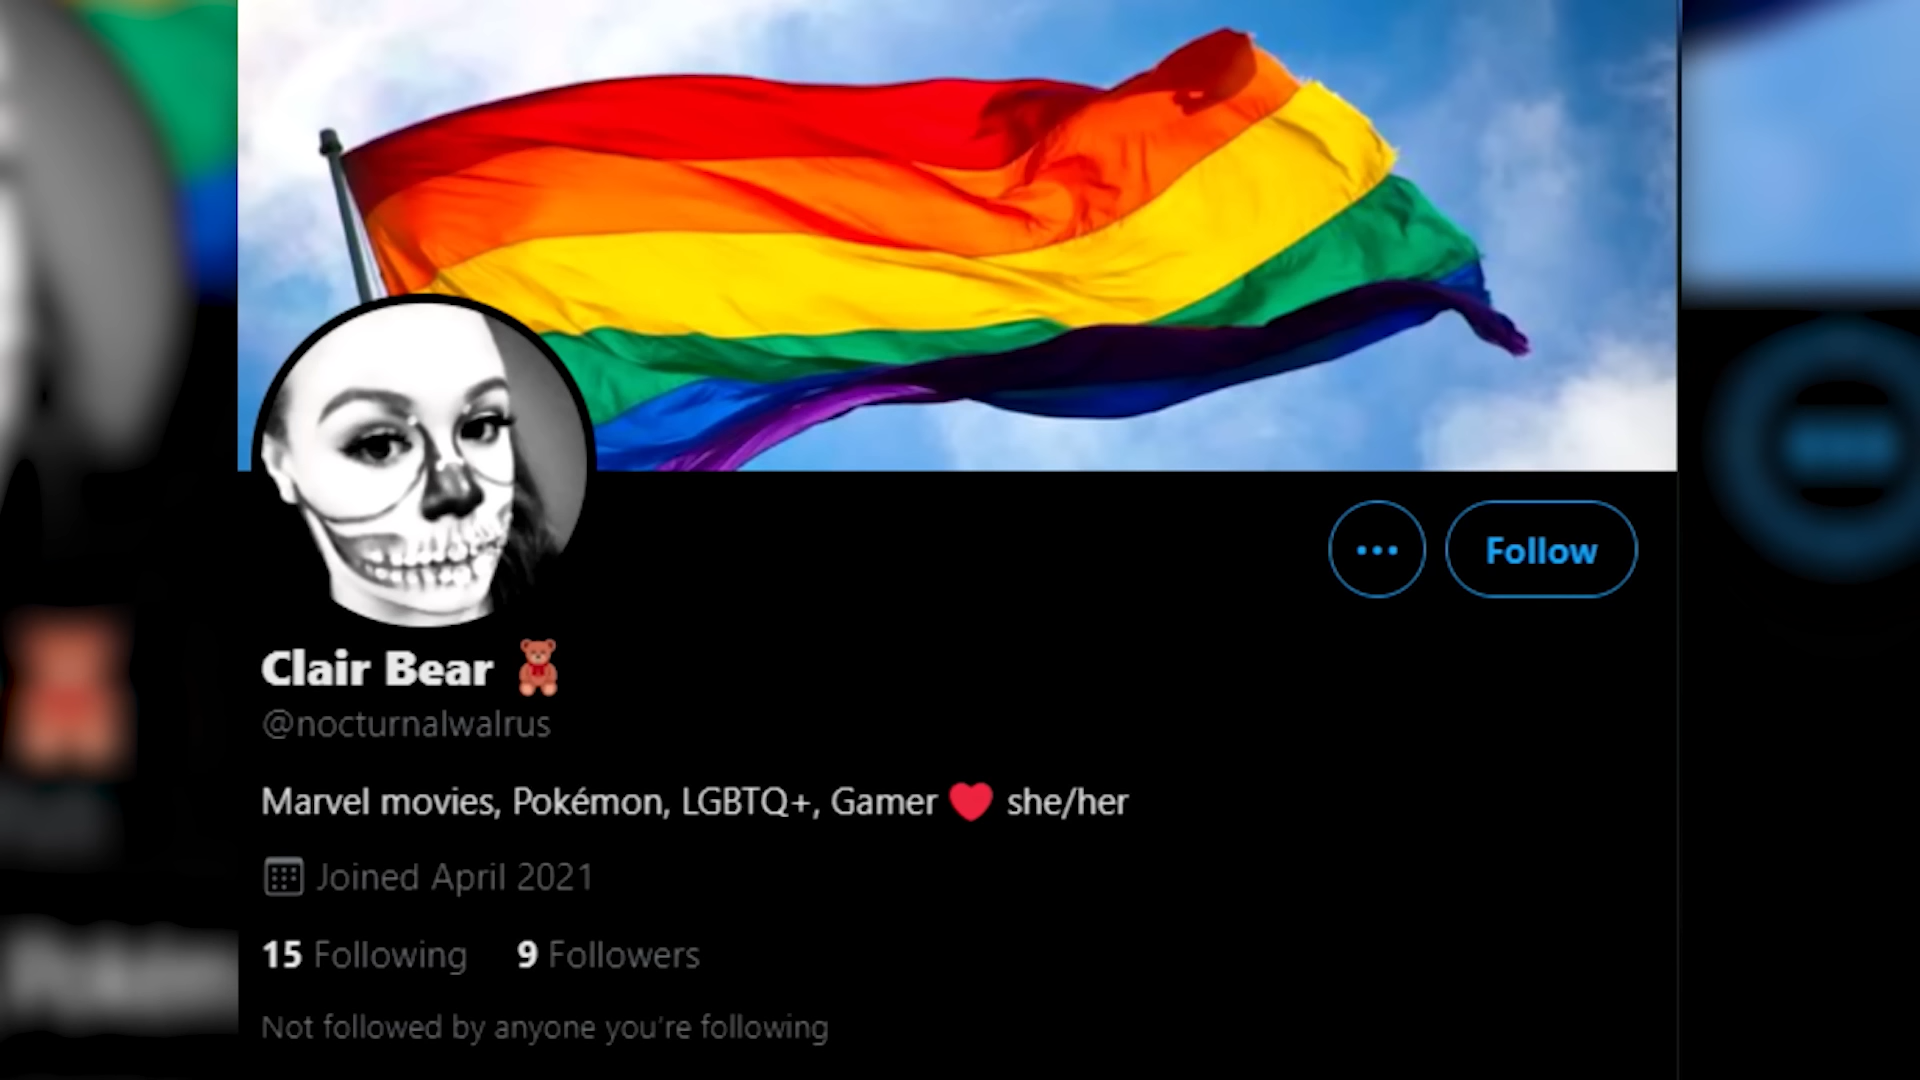 Follow
Clair Bear 🧸
@nocturnalwalrus
Marvel movies, Pokémon, LGBTQ+, Gamer ❤️ she/her
Joined April 2021
15 Following 9 Followers
Not followed by anyone you're following